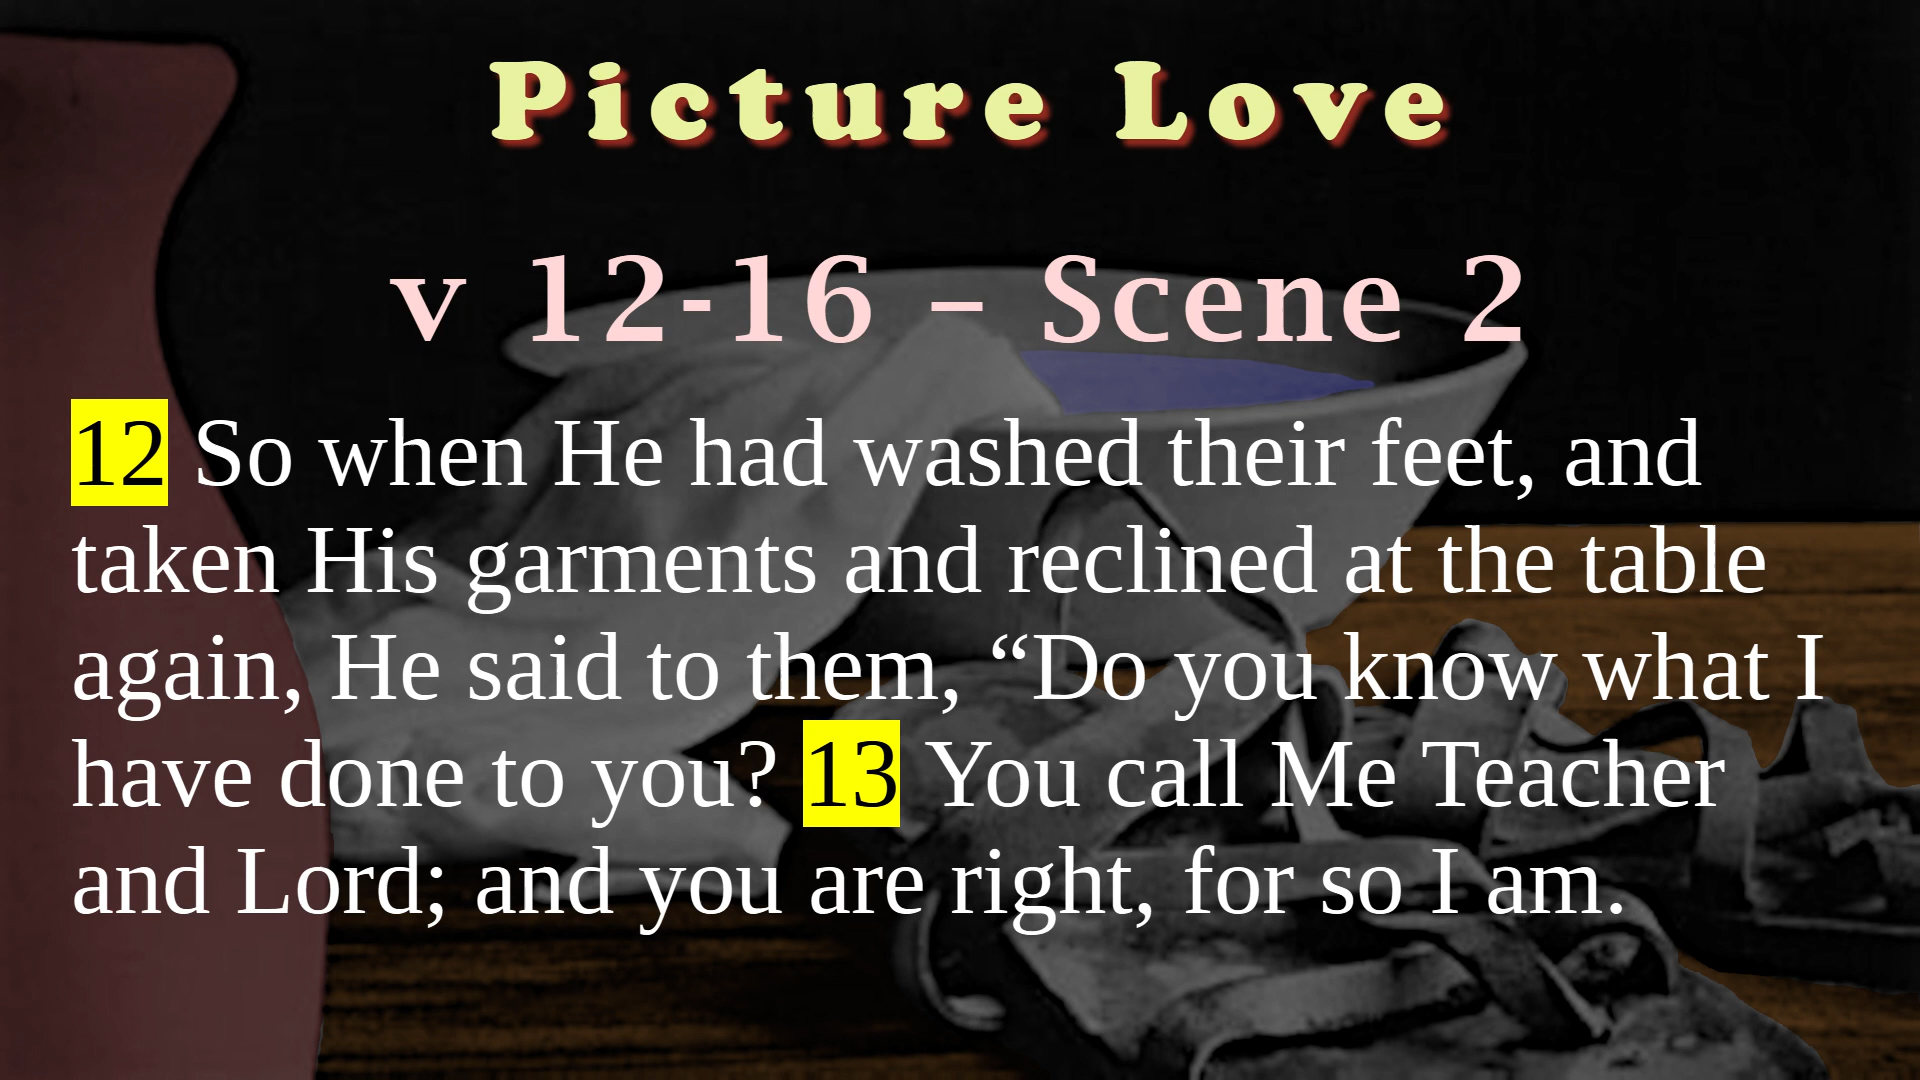 Picture Love
v 12-16 – Scene 2
12 So when He had washed their feet, and
taken His garments and reclined at the table
again, He said to them, “Do you know what I
have done to you? 13 You call Me Teacher
and Lord; and you are right, for so I am.